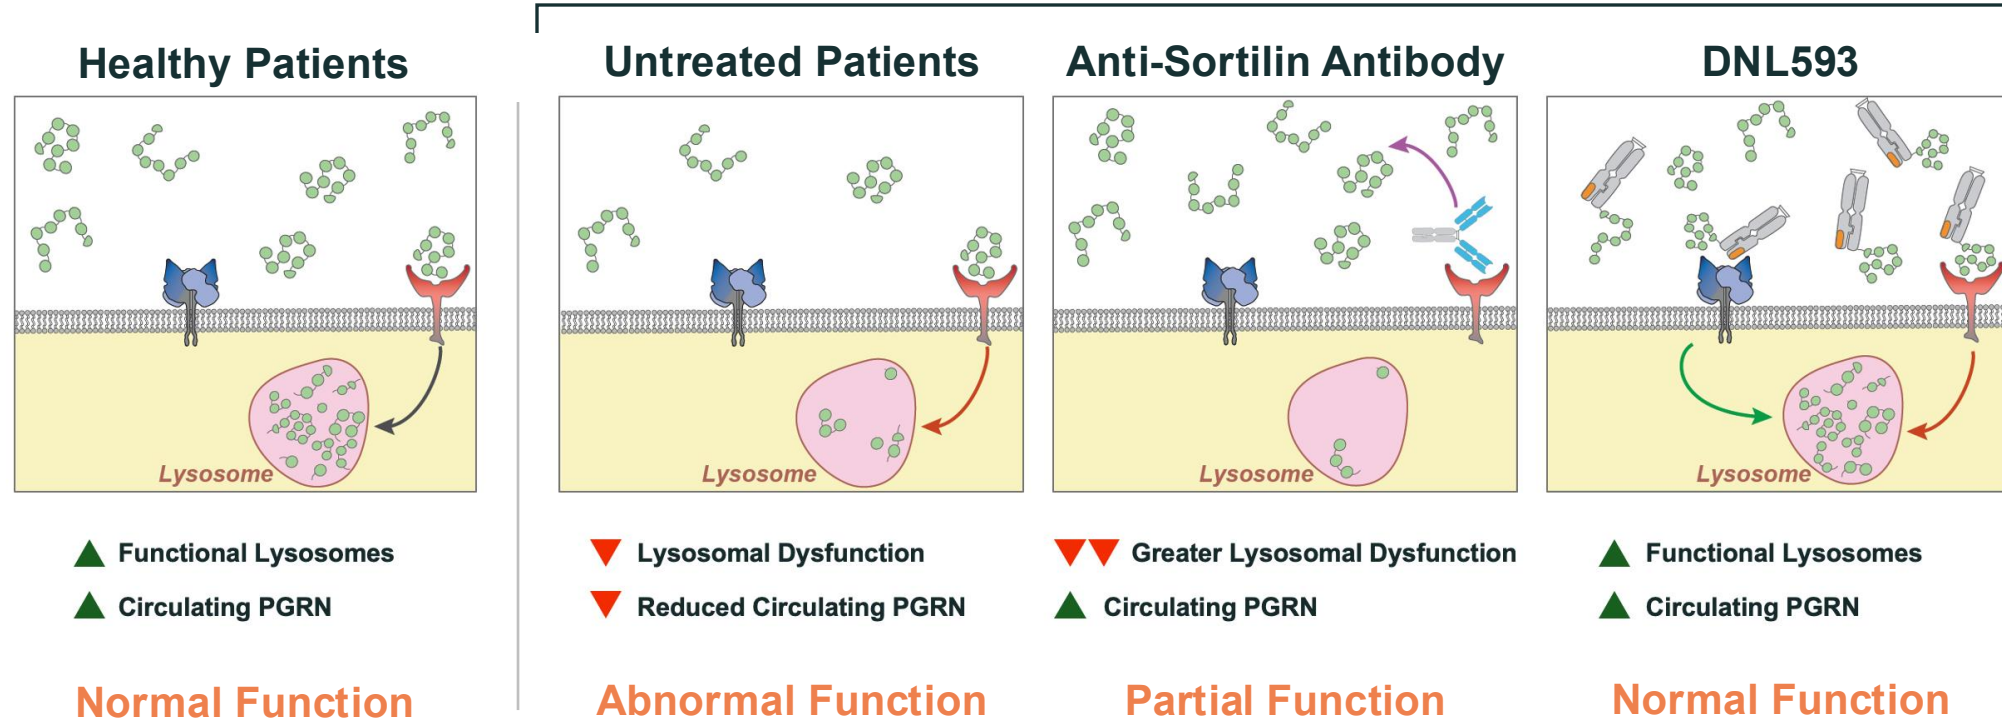 Healthy Patients
Untreated Patients
Anti-Sortilin Antibody
DNL593
Lysosome
Lysosome
Lysosome
Lysosome
Functional Lysosomes
Circulating PGRN
Lysosomal Dysfunction
Reduced Circulating PGRN
Greater Lysosomal Dysfunction
Circulating PGRN
Functional Lysosomes
Circulating PGRN
Normal Function
Abnormal Function
Partial Function
Normal Function